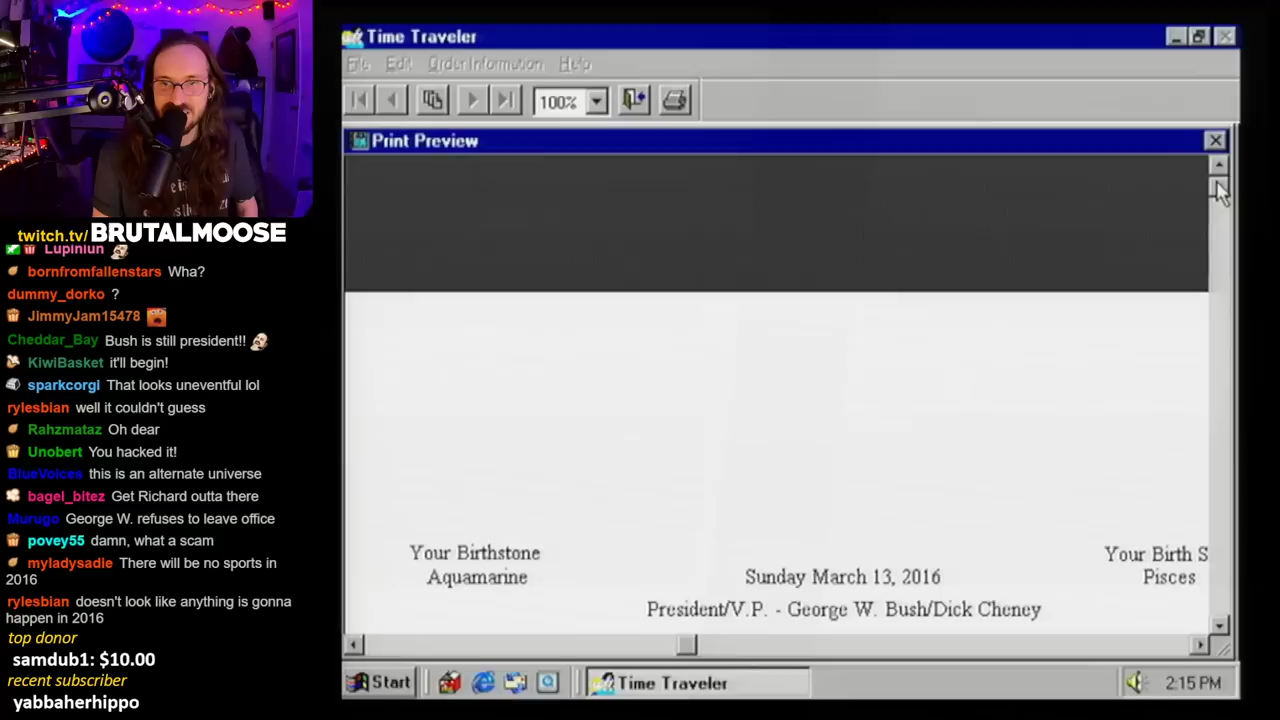 twitch.tv/BRUTALMOOSE
Lupiniun
bornfromfallenstars Wha?
dummy_dorko ?
JimmyJam15478
Cheddar_Bay Bush is still president!!
KiwiBasket it'll begin!
sparkcorgi That looks uneventful lol
rylesbian well it couldn't guess
Rahzmataz Oh dear
Unobert You hacked it!
BlueVoices this is an alternate universe
bagel_bitez Get Richard outta there
Murugo George W. refuses to leave office
povey55 damn, what a scam
myladysadie There will be no sports in
2016
rylesbian doesn't look like anything is gonna
happen in 2016
top donor
samdub1: $10.00
recent subscriber
yabbaherhippo
Time Traveler
File Edit Order Information Help
100%
Print Preview
Your Birthstone
Aquamarine
Sunday March 13, 2016
Your Birth S
Pisces
President/V.P. - George W. Bush/Dick Cheney
Start
Time Traveler
2:15 PM